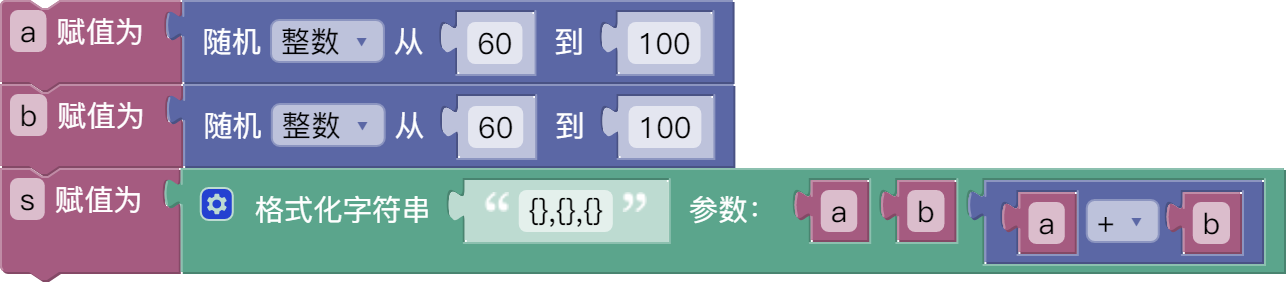 a 赋值为 随机 整数 从 60 到 100
b 赋值为 随机 整数 从 60 到 100
s 赋值为 格式化字符串 “ {},{},{} ” 参数： a b a + b